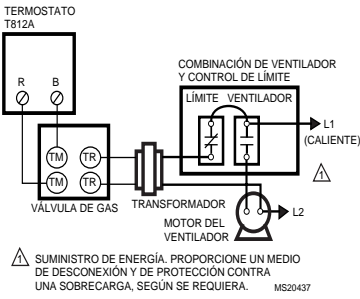 TERMOSTATO
T812A
COMBINACIÓN DE VENTILADOR
Y CONTROL DE LÍMITE
R B
LÍMITE VENTILADOR
L1
(CALIENTE)
TM TR
TM TR
1
VÁLVULA DE GAS
TRANSFORMADOR
MOTOR DEL
VENTILADOR
L2
1 SUMINISTRO DE ENERGÍA. PROPORCIONE UN MEDIO
DE DESCONEXIÓN Y DE PROTECCIÓN CONTRA
UNA SOBRECARGA, SEGÚN SE REQUIERA. MS20437